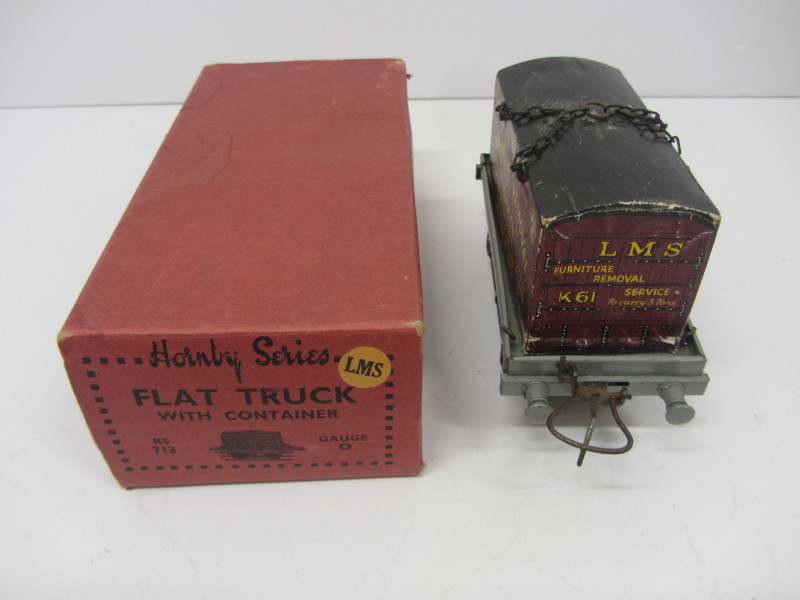 Hornby Series
LMS
FLAT TRUCK
WITH CONTAINER
RS
713
GAUGE
O
LMS
FURNITURE
REMOVAL
K61 SERVICE
To carry 3 Tons